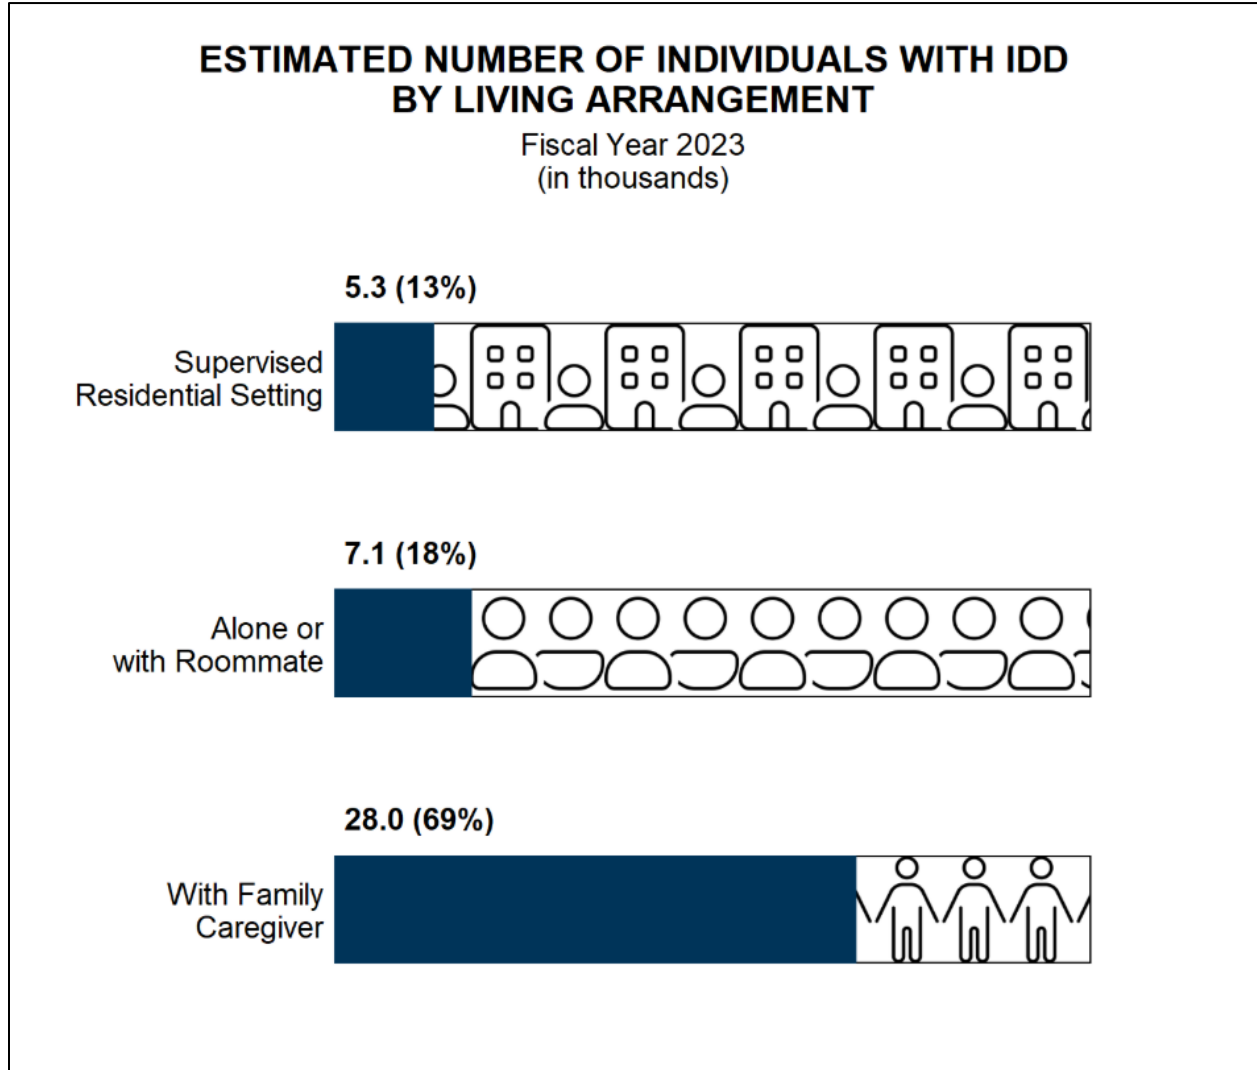 ESTIMATED NUMBER OF INDIVIDUALS WITH IDD
BY LIVING ARRANGEMENT
Fiscal Year 2023
(in thousands)
5.3 (13%)
Supervised
Residential Setting
7.1 (18%)
Alone or
with Roommate
28.0 (69%)
With Family
Caregiver